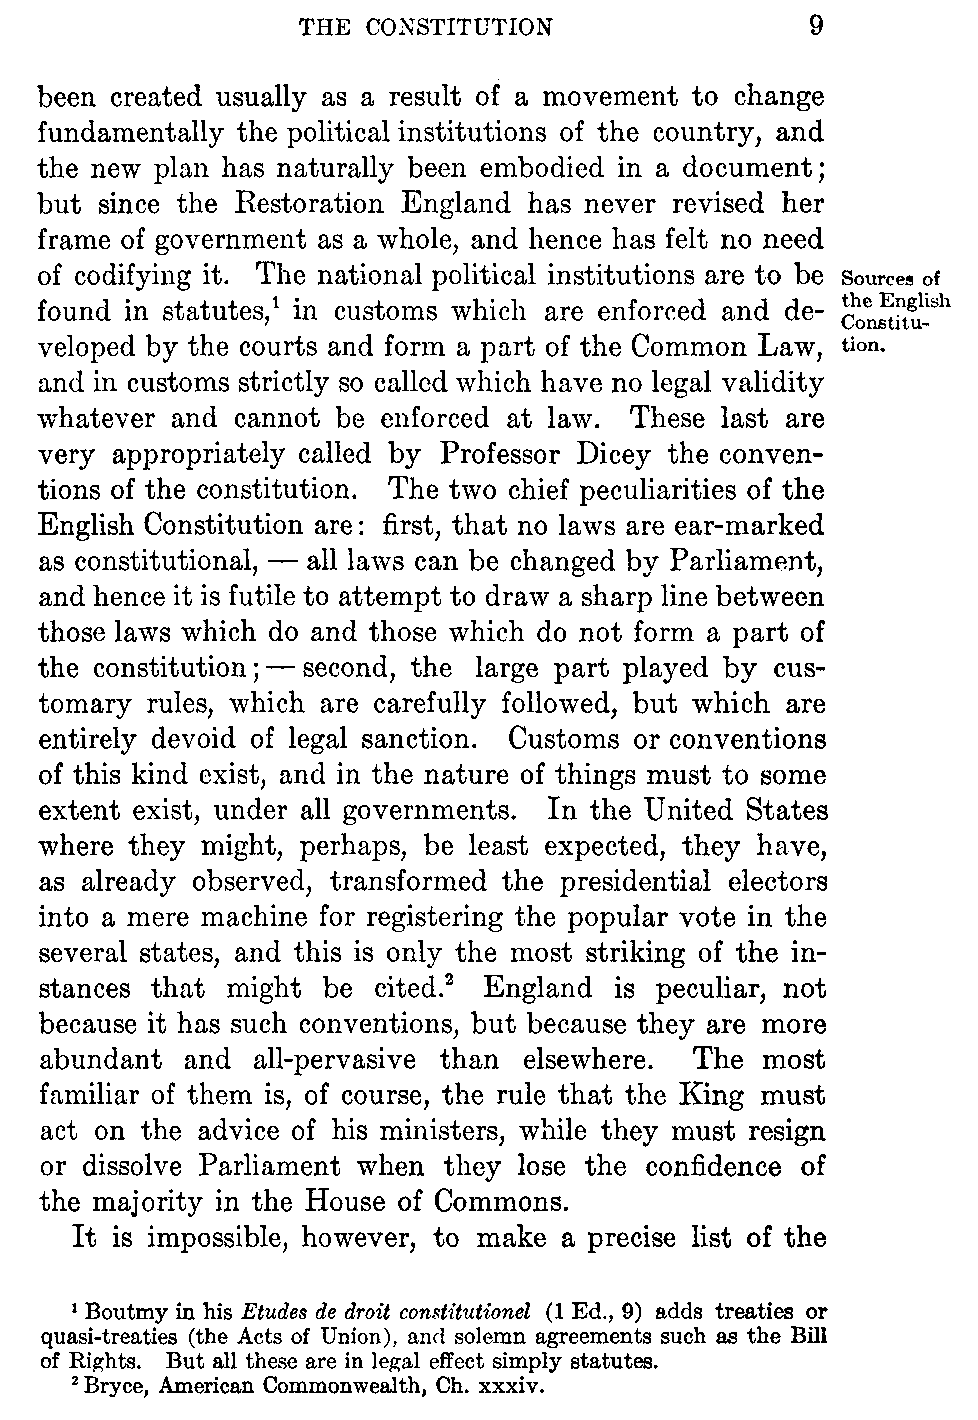 THE CONSTITUTION 9
been created usually as a result of a movement to change
fundamentally the political institutions of the country, and
the new plan has naturally been embodied in a document;
but since the Restoration England has never revised her
frame of government as a whole, and hence has felt no need
of codifying it. The national political institutions are to be
found in statutes,¹ in customs which are enforced and de-
veloped by the courts and form a part of the Common Law,
and in customs strictly so called which have no legal validity
whatever and cannot be enforced at law. These last are
very appropriately called by Professor Dicey the conven-
tions of the constitution. The two chief peculiarities of the
English Constitution are: first, that no laws are ear-marked
as constitutional, — all laws can be changed by Parliament,
and hence it is futile to attempt to draw a sharp line between
those laws which do and those which do not form a part of
the constitution; — second, the large part played by cus-
tomary rules, which are carefully followed, but which are
entirely devoid of legal sanction. Customs or conventions
of this kind exist, and in the nature of things must to some
extent exist, under all governments. In the United States
where they might, perhaps, be least expected, they have,
as already observed, transformed the presidential electors
into a mere machine for registering the popular vote in the
several states, and this is only the most striking of the in-
stances that might be cited.² England is peculiar, not
because it has such conventions, but because they are more
abundant and all-pervasive than elsewhere. The most
familiar of them is, of course, the rule that the King must
act on the advice of his ministers, while they must resign
or dissolve Parliament when they lose the confidence of
the majority in the House of Commons.
It is impossible, however, to make a precise list of the
Sources of
the English
Constitu-
tion.
¹ Boutmy in his Etudes de droit constitutionel (1 Ed., 9) adds treaties or
quasi-treaties (the Acts of Union), and solemn agreements such as the Bill
of Rights. But all these are in legal effect simply statutes.
² Bryce, American Commonwealth, Ch. xxxiv.